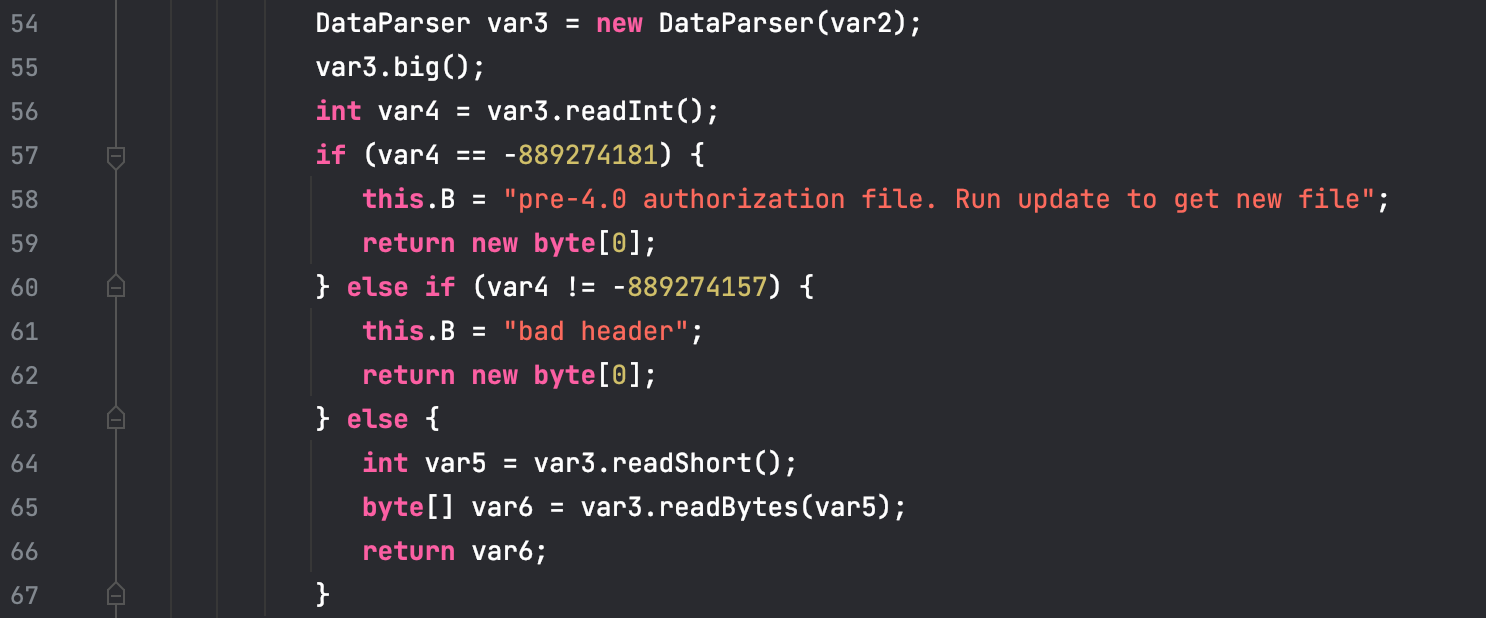 54 DataParser var3 = new DataParser(var2);
55 var3.big();
56 int var4 = var3.readInt();
57 if (var4 == -889274181) {
58 this.B = "pre-4.0 authorization file. Run update to get new file";
59 return new byte[0];
60 } else if (var4 != -889274157) {
61 this.B = "bad header";
62 return new byte[0];
63 } else {
64 int var5 = var3.readShort();
65 byte[] var6 = var3.readBytes(var5);
66 return var6;
67 }